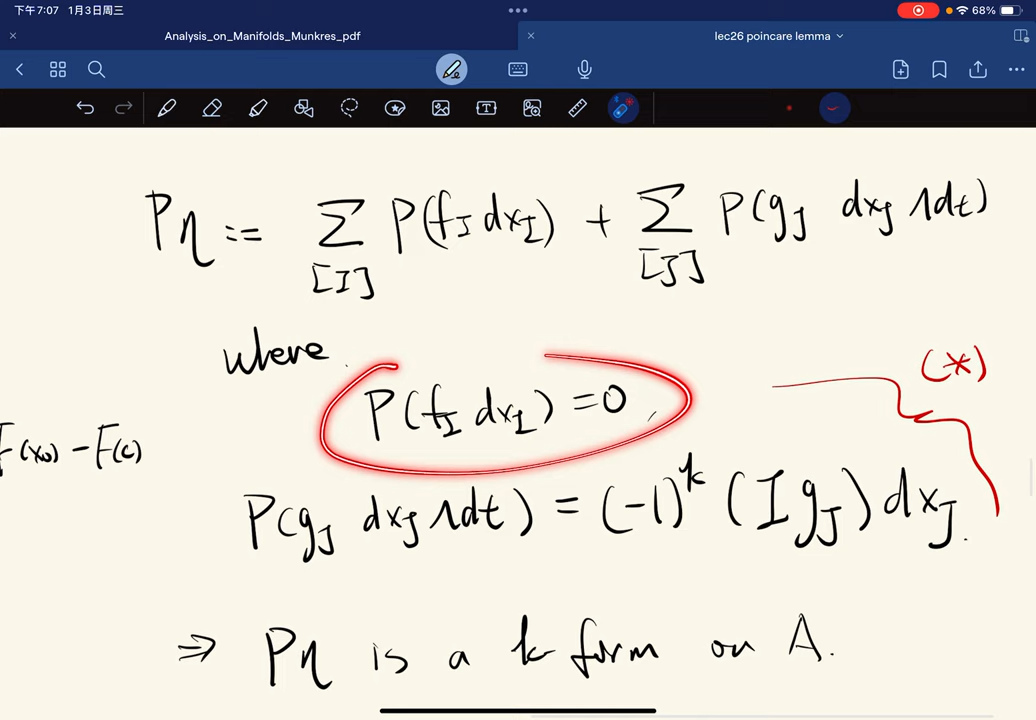 下午7:07 1月3日周三
68%
Analysis_on_Manifolds_Munkres_pdf
lec26 poincare lemma
Pη := Σ P(f_I dx_I) + Σ P(g_J dx_J ∧ dt)
[I] [J]
where
(*)
P(f_I dx_I) = 0,
F(x₀) - F(c)
P(g_J dx_J ∧ dt) = (-1)^k (I g_J) dx_J.
⇒ Pη is a k form on A.